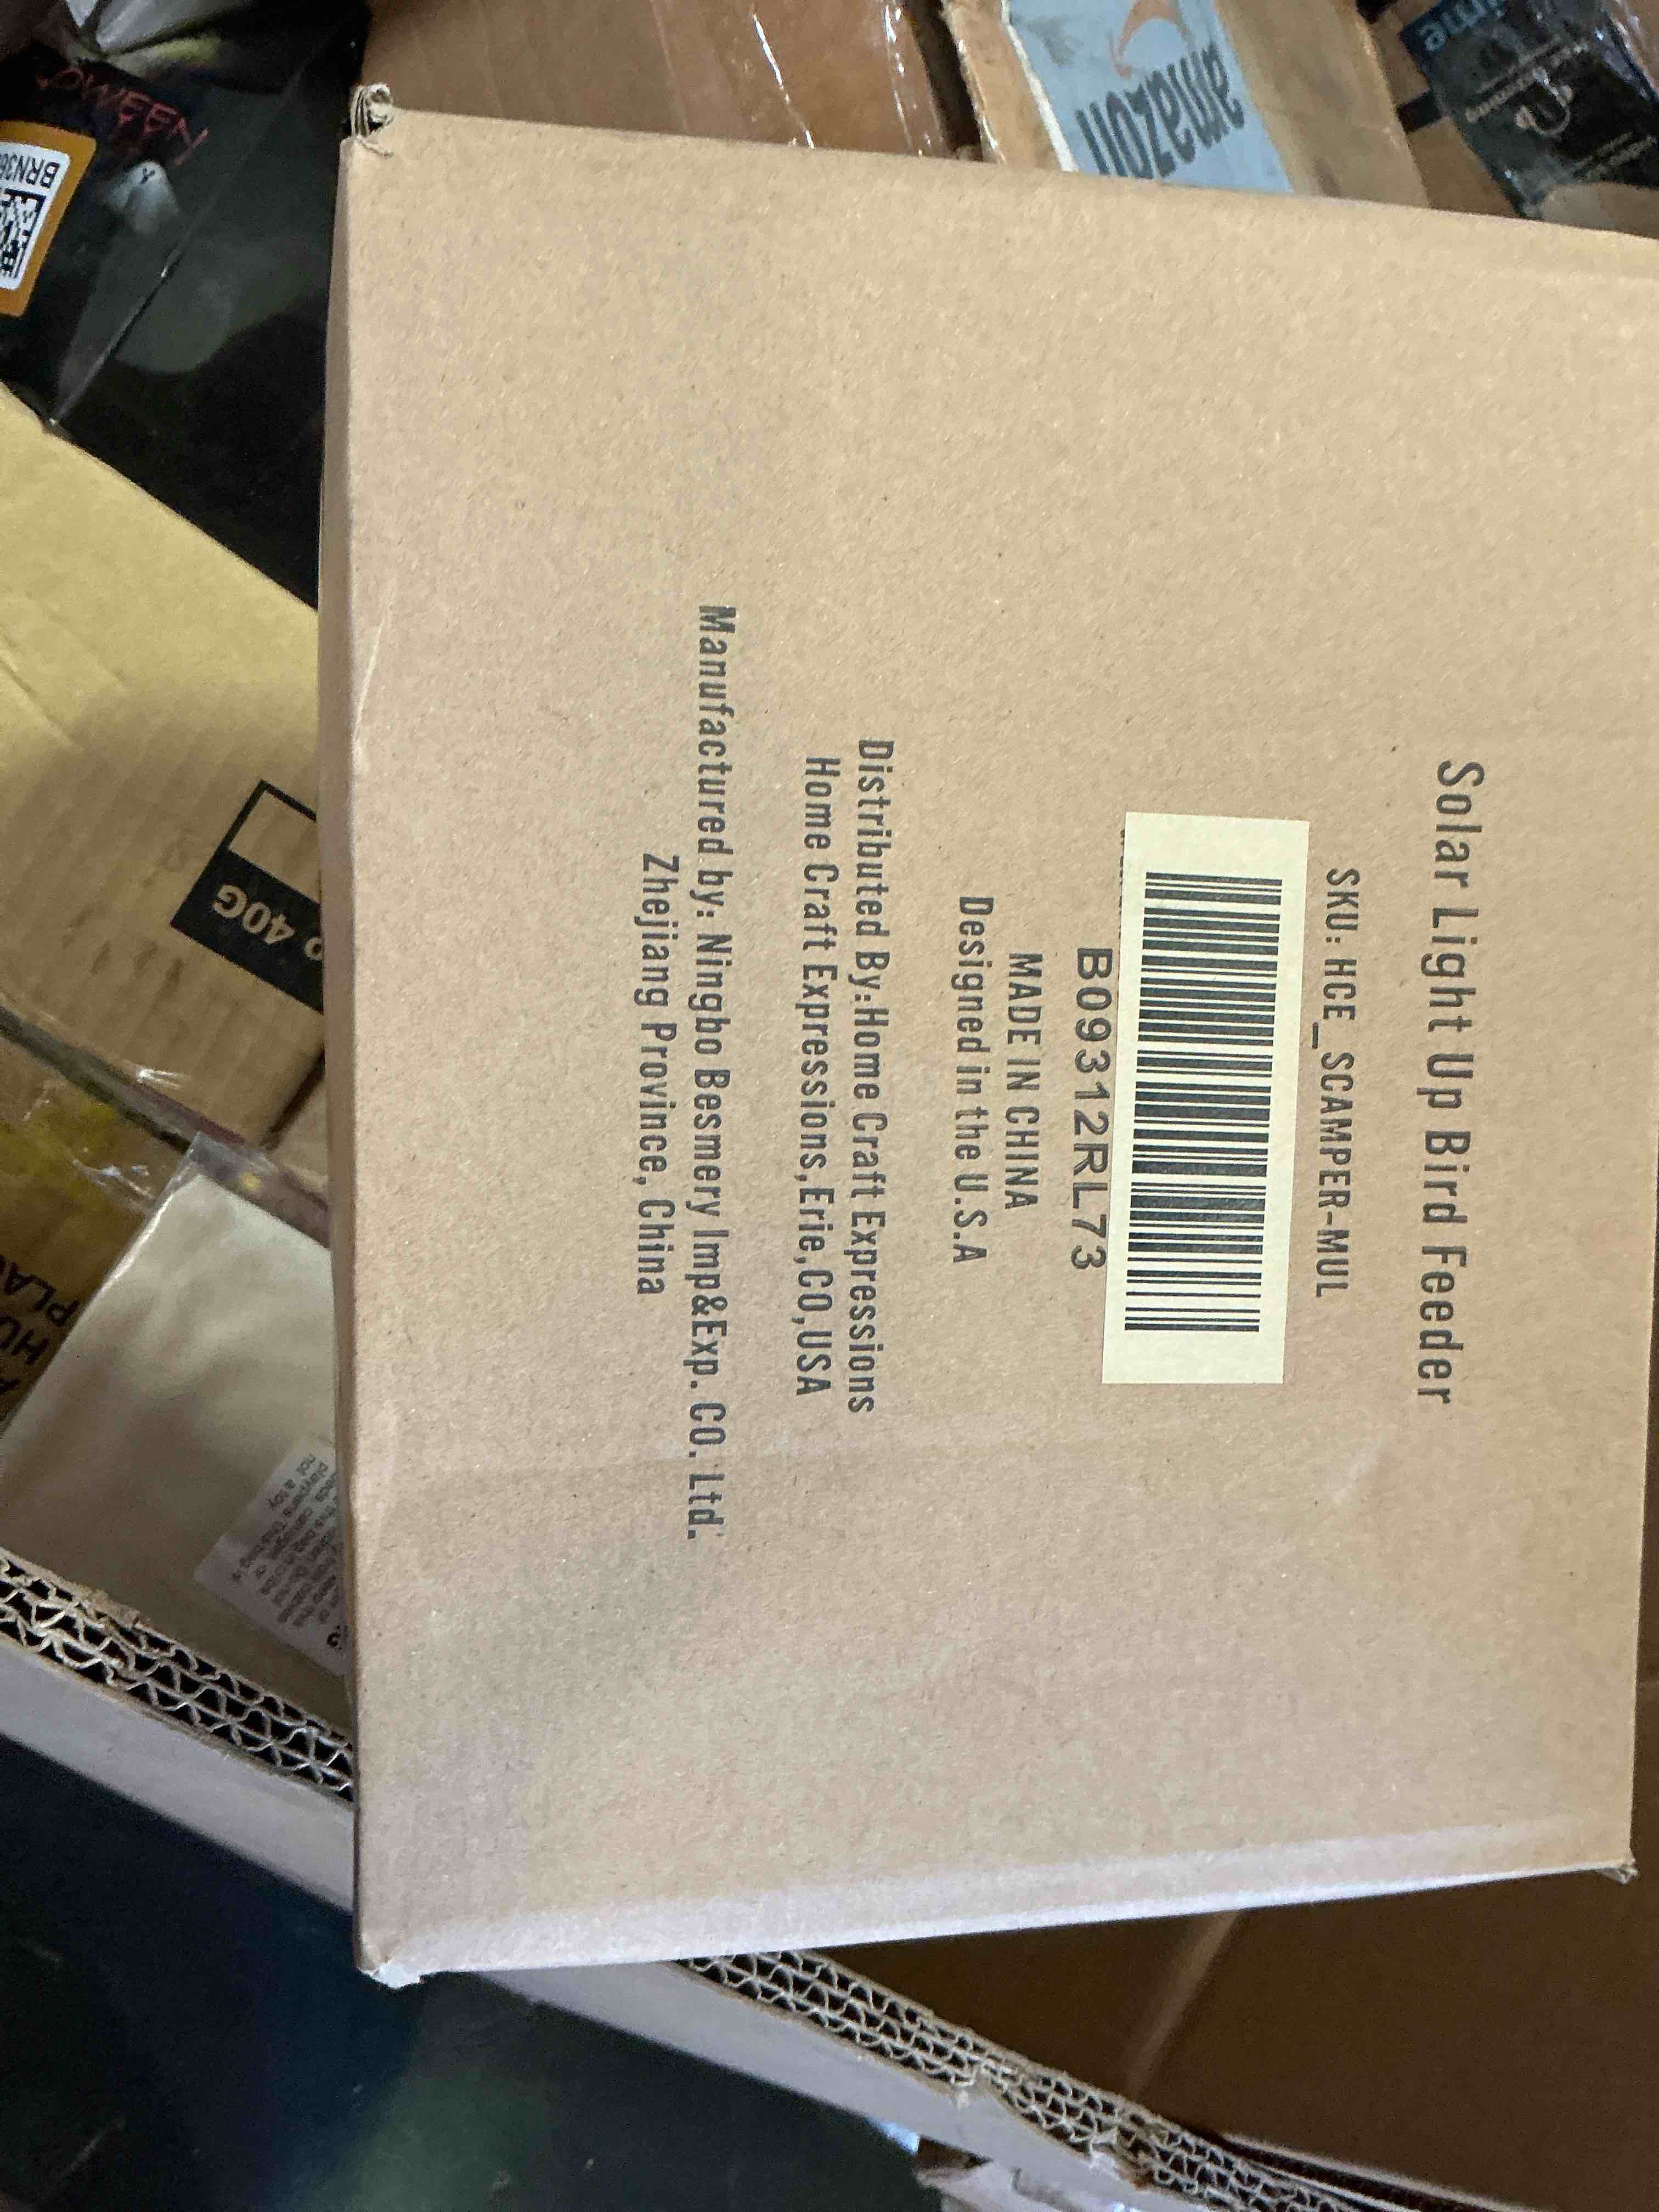 Solar Light Up Bird Feeder
SKU: HCE_SCAMPER-MUL
B09312RL73
MADE IN CHINA
Designed in the U.S.A
Distributed By:Home Craft Expressions
Home Craft Expressions,Erie,CO,USA
Manufactured by: Ningbo Besmery Imp&Exp. CO. Ltd.
Zhejiang Province, China
amazon
40G
not a toy